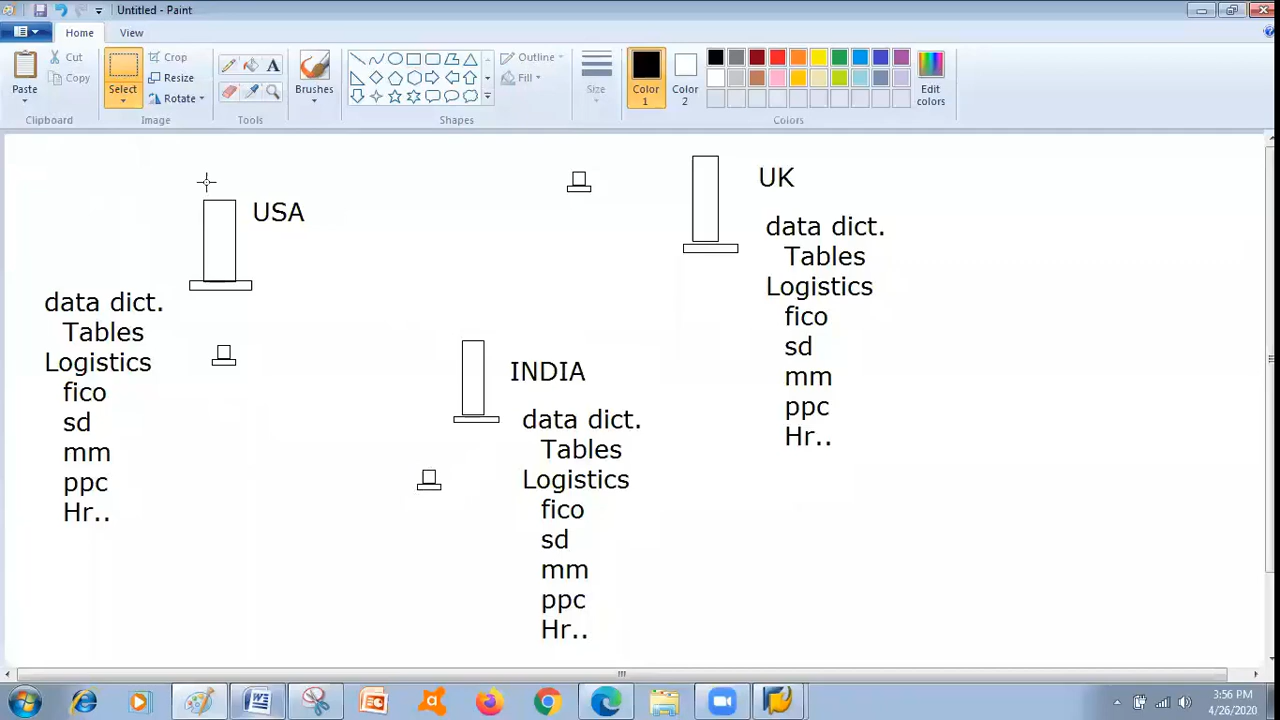 Untitled - Paint
Home
View
Paste
Cut
Copy
Clipboard
Select
Crop
Resize
Rotate
Image
A
Tools
Brushes
Shapes
Outline
Fill
Size
Color
1
Color
2
Colors
Edit
colors
USA
data dict.
Tables
Logistics
fico
sd
mm
ppc
Hr..
INDIA
data dict.
Tables
Logistics
fico
sd
mm
ppc
Hr..
UK
data dict.
Tables
Logistics
fico
sd
mm
ppc
Hr..
3:56 PM
4/26/2020